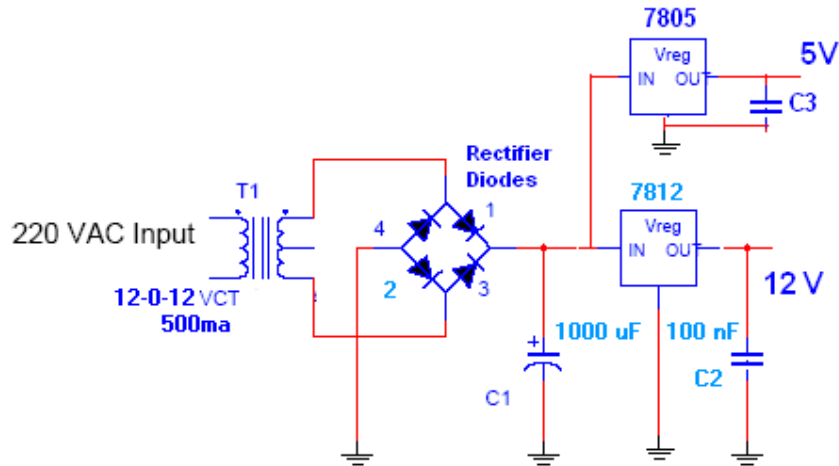 7805
Vreg
IN OUT
5V
C3
Rectifier
Diodes
T1
4
1
7812
Vreg
IN OUT
220 VAC Input
2
3
12 V
12-0-12 VCT
500ma
+
1000 uF
100 nF
C1
C2